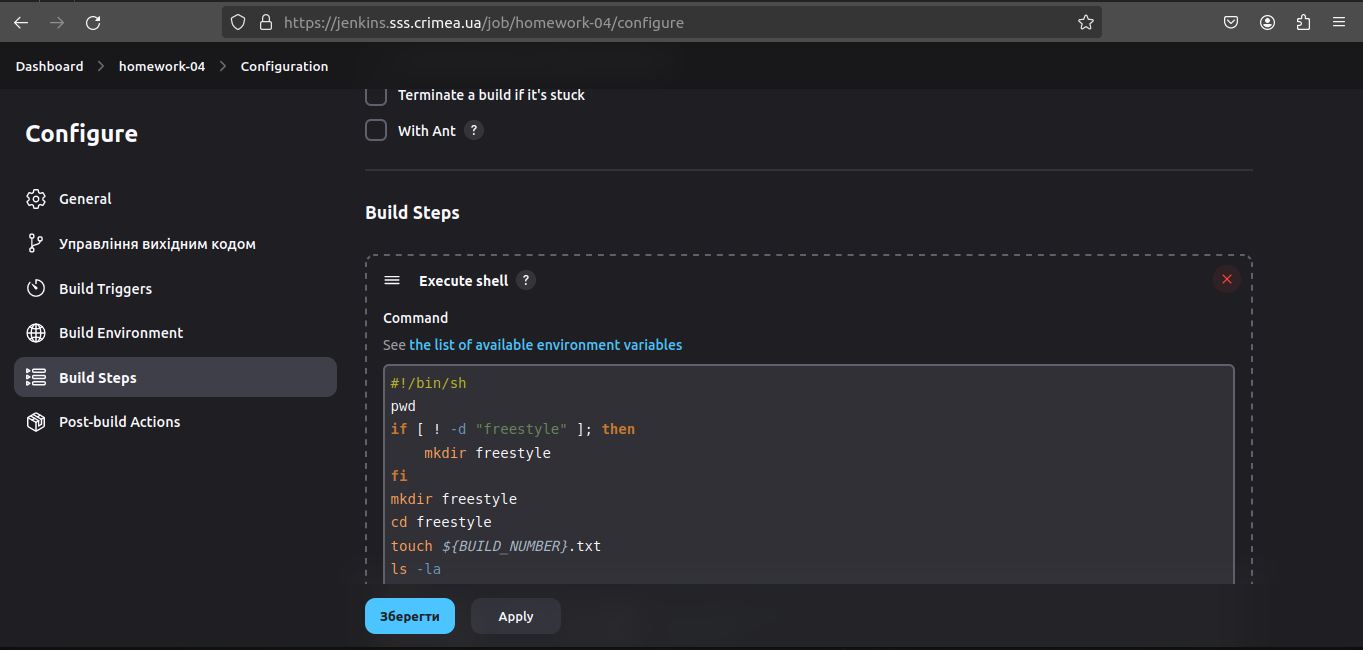 https://jenkins.sss.crimea.ua/job/homework-04/configure
Dashboard > homework-04 > Configuration
Configure
General
Управління вихідним кодом
Build Triggers
Build Environment
Build Steps
Post-build Actions
Terminate a build if it's stuck
With Ant ?
Build Steps
Execute shell ?
Command
See the list of available environment variables
#!/bin/sh
pwd
if [ ! -d "freestyle" ]; then
    mkdir freestyle
fi
mkdir freestyle
cd freestyle
touch ${BUILD_NUMBER}.txt
ls -la
Зберегти
Apply